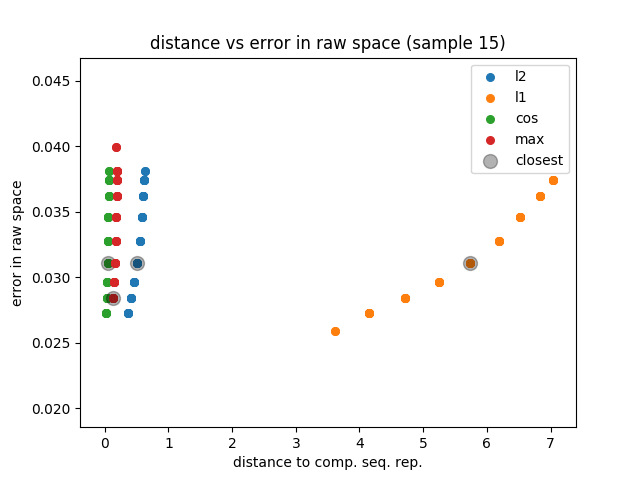 distance vs error in raw space (sample 15)
l2
l1
cos
max
closest
0.045
0.040
0.035
0.030
0.025
0.020
error in raw space
0 1 2 3 4 5 6 7
distance to comp. seq. rep.